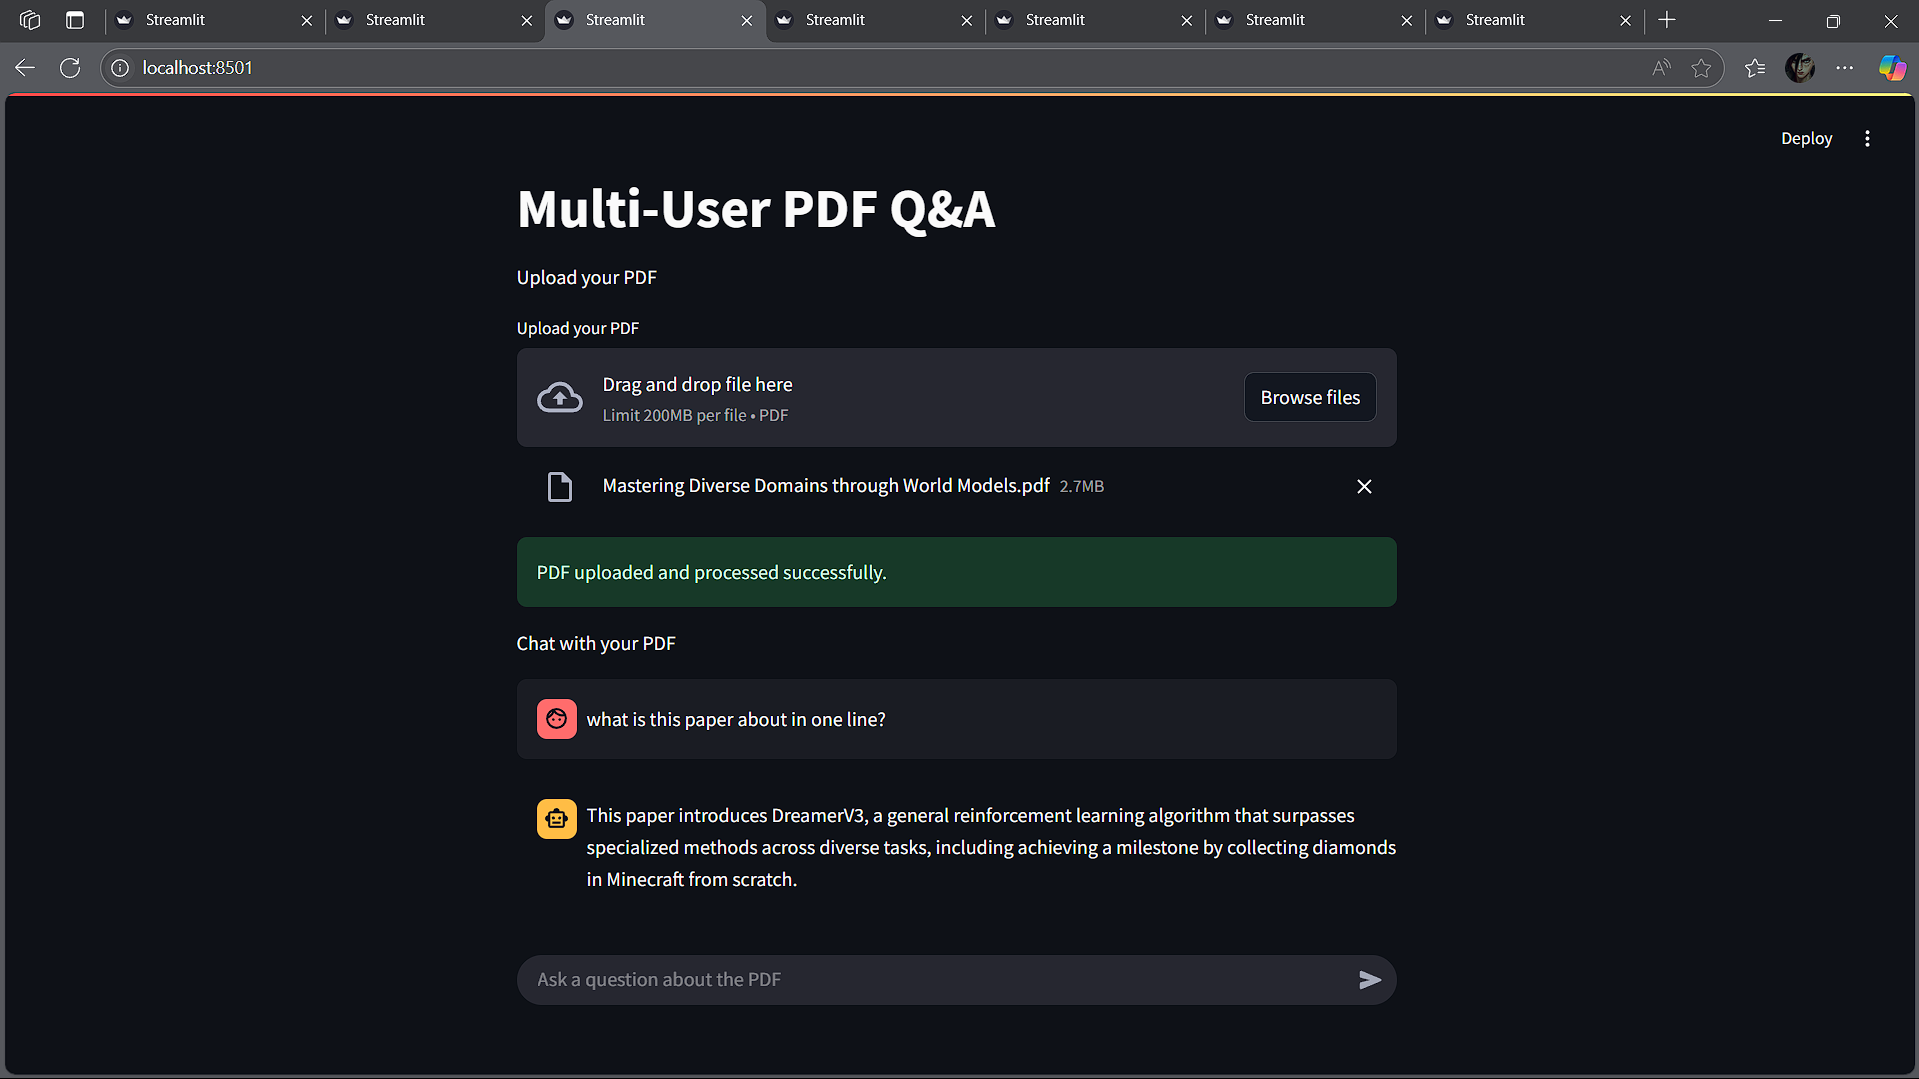 Streamlit Streamlit Streamlit Streamlit Streamlit Streamlit Streamlit
localhost:8501
Deploy
Multi-User PDF Q&A
Upload your PDF
Upload your PDF
Drag and drop file here
Limit 200MB per file • PDF
Browse files
Mastering Diverse Domains through World Models.pdf 2.7MB
PDF uploaded and processed successfully.
Chat with your PDF
what is this paper about in one line?
This paper introduces DreamerV3, a general reinforcement learning algorithm that surpasses
specialized methods across diverse tasks, including achieving a milestone by collecting diamonds
in Minecraft from scratch.
Ask a question about the PDF